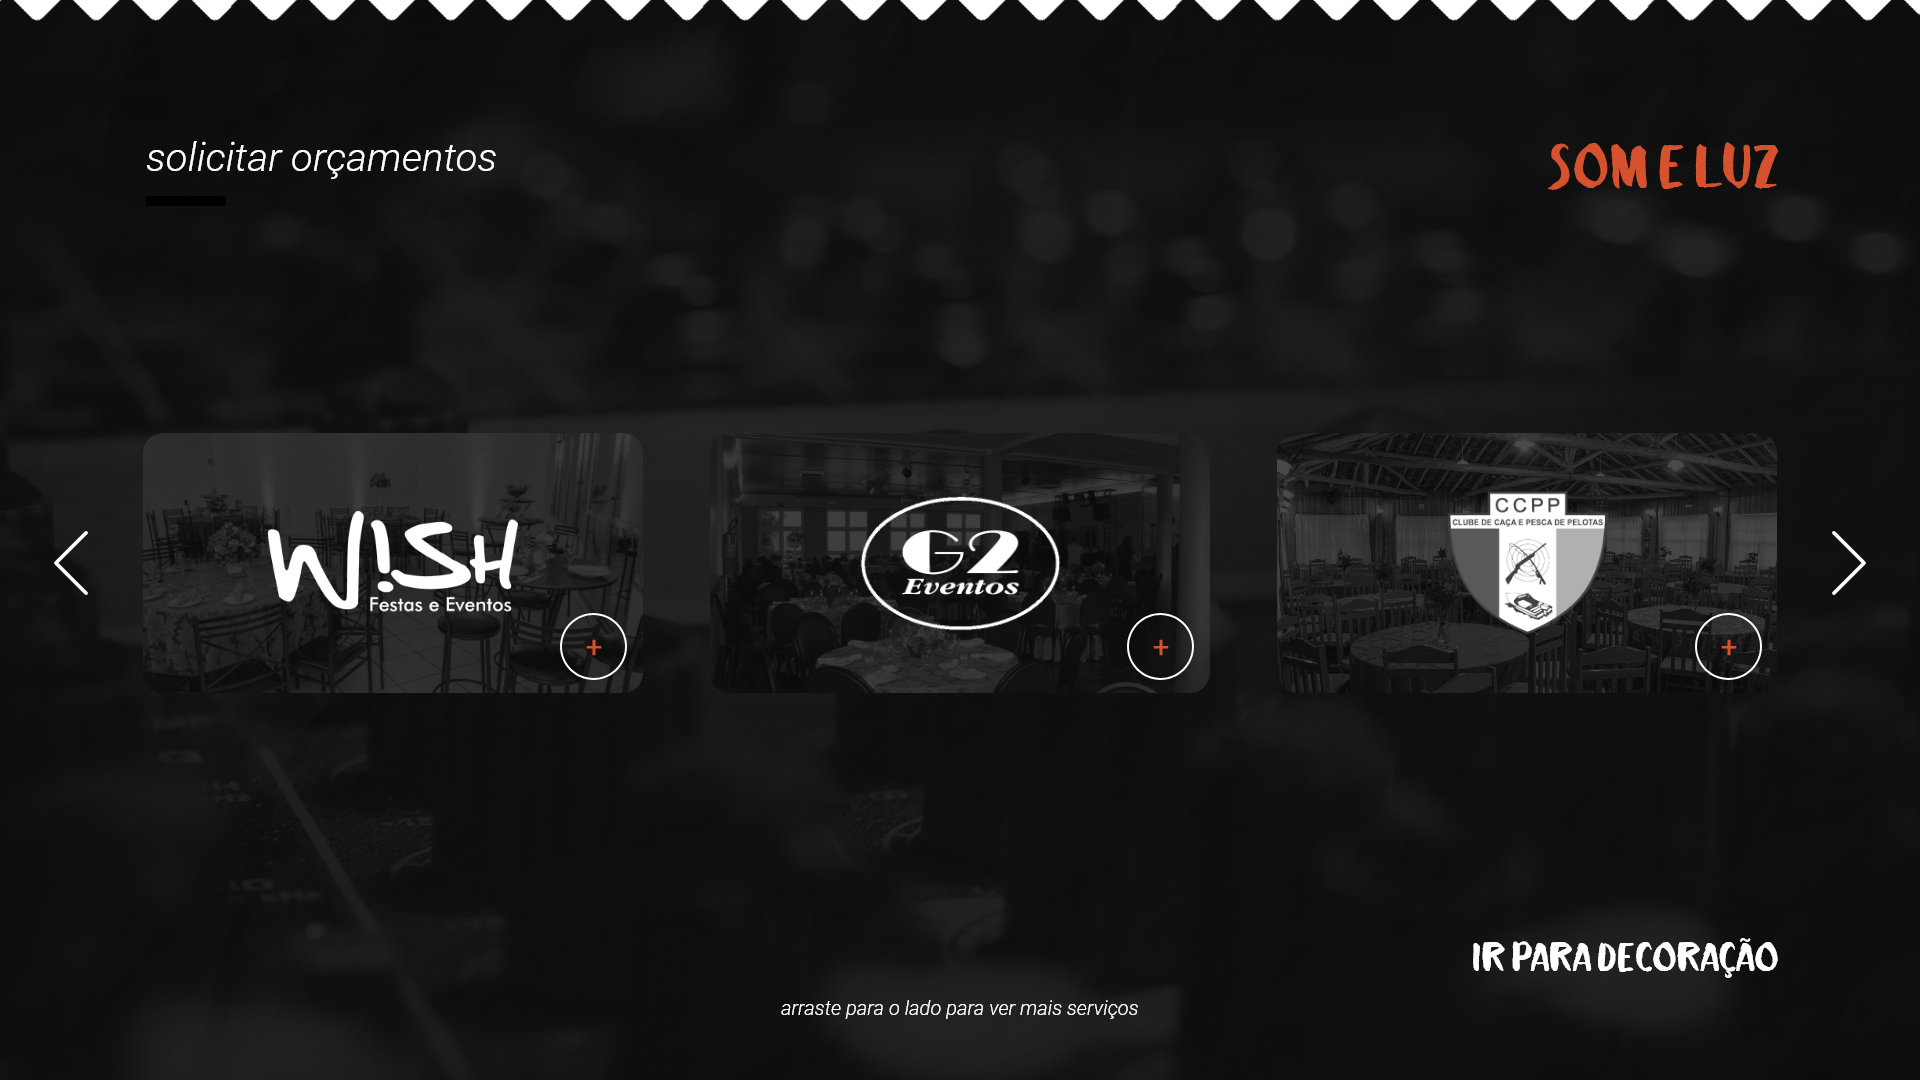 solicitar orçamentos
SOM E LUZ
W!SH
Festas e Eventos
+
G2
Eventos
+
CCPP
CLUBE DE CAÇA E PESCA DE PELOTAS
+
IR PARA DECORAÇÃO
arraste para o lado para ver mais serviços